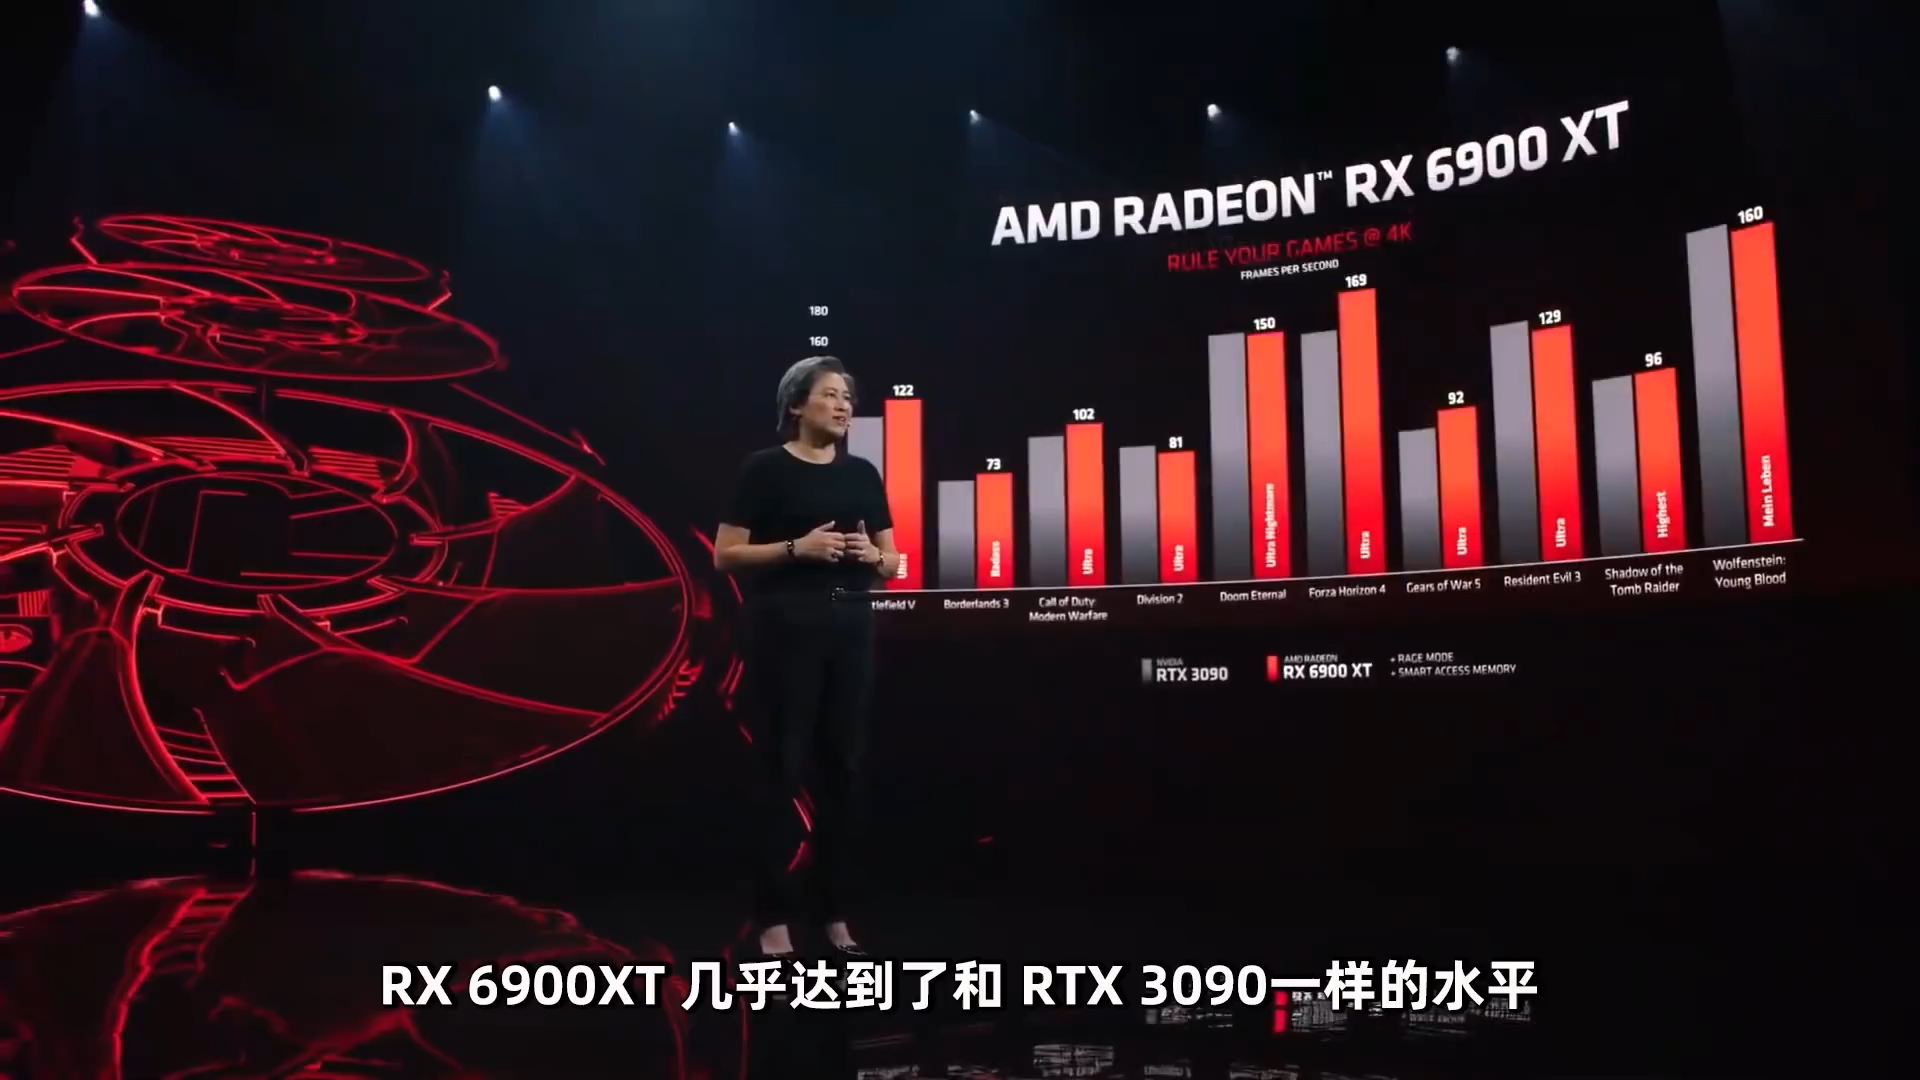 AMD RADEON™ RX 6900 XT
RULE YOUR GAMES @ 4K
FRAMES PER SECOND
180
160
122
73
102
81
150
169
92
129
96
160
Ultra
Badass
Ultra
Ultra
Ultra Nightmare
Ultra
Ultra
Ultra
Highest
Mein Leben
tlefield V
Borderlands 3
Call of Duty:
Modern Warfare
Division 2
Doom Eternal
Forza Horizon 4
Gears of War 5
Resident Evil 3
Shadow of the
Tomb Raider
Wolfenstein:
Young Blood
NVIDIA
RTX 3090
AMD RADEON
RX 6900 XT
+ RAGE MODE
+ SMART ACCESS MEMORY
RX 6900XT 几乎达到了和 RTX 3090一样的水平